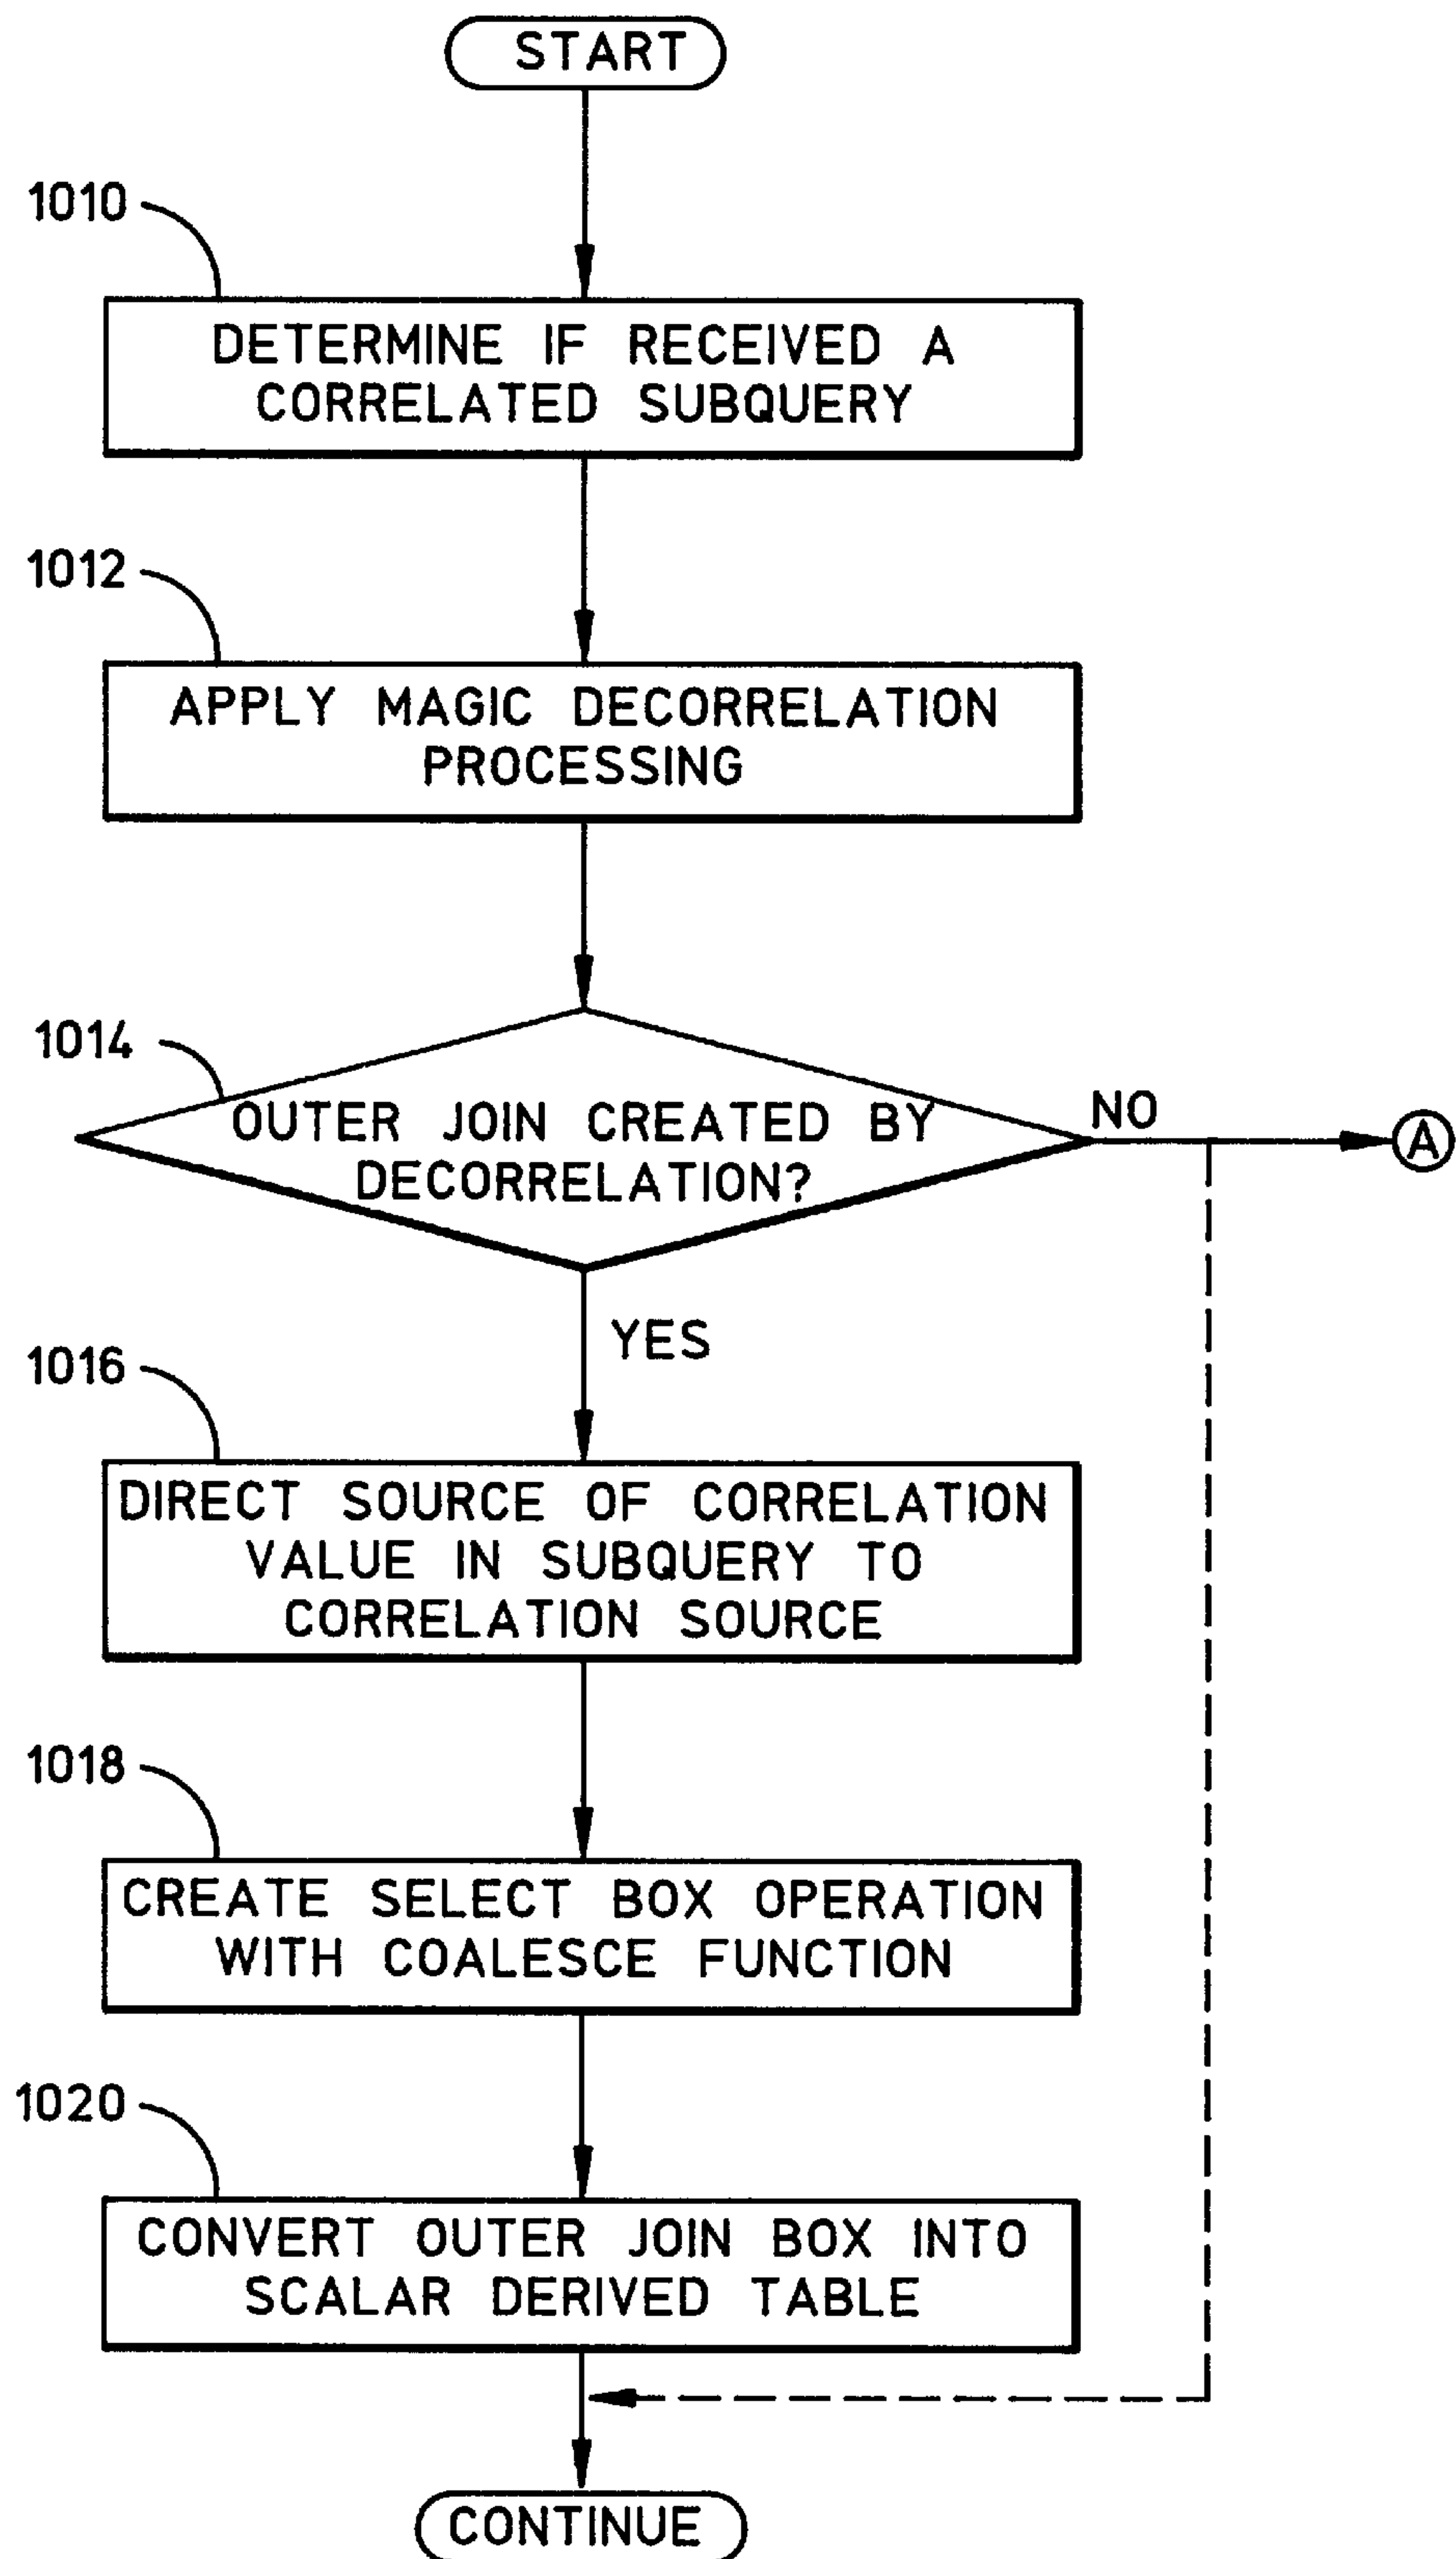 START
1010
DETERMINE IF RECEIVED A
CORRELATED SUBQUERY
1012
APPLY MAGIC DECORRELATION
PROCESSING
1014
OUTER JOIN CREATED BY
DECORRELATION?
NO
A
YES
1016
DIRECT SOURCE OF CORRELATION
VALUE IN SUBQUERY TO
CORRELATION SOURCE
1018
CREATE SELECT BOX OPERATION
WITH COALESCE FUNCTION
1020
CONVERT OUTER JOIN BOX INTO
SCALAR DERIVED TABLE
CONTINUE